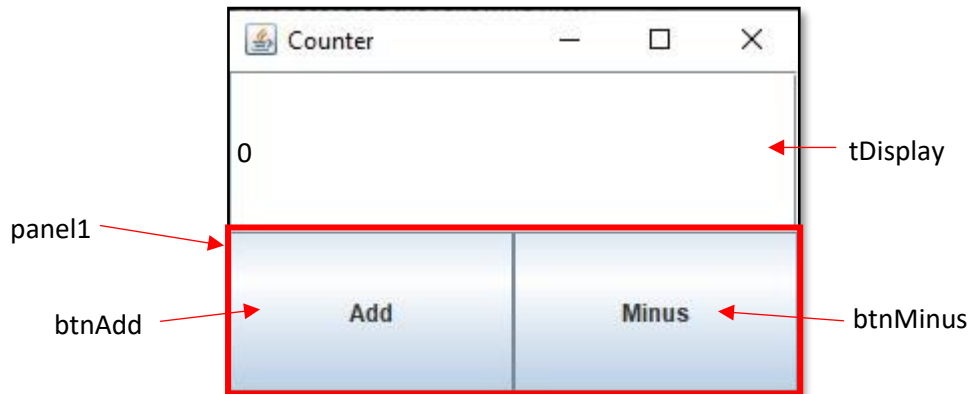 Counter
0
tDisplay
panel1
btnAdd
Add
Minus
btnMinus